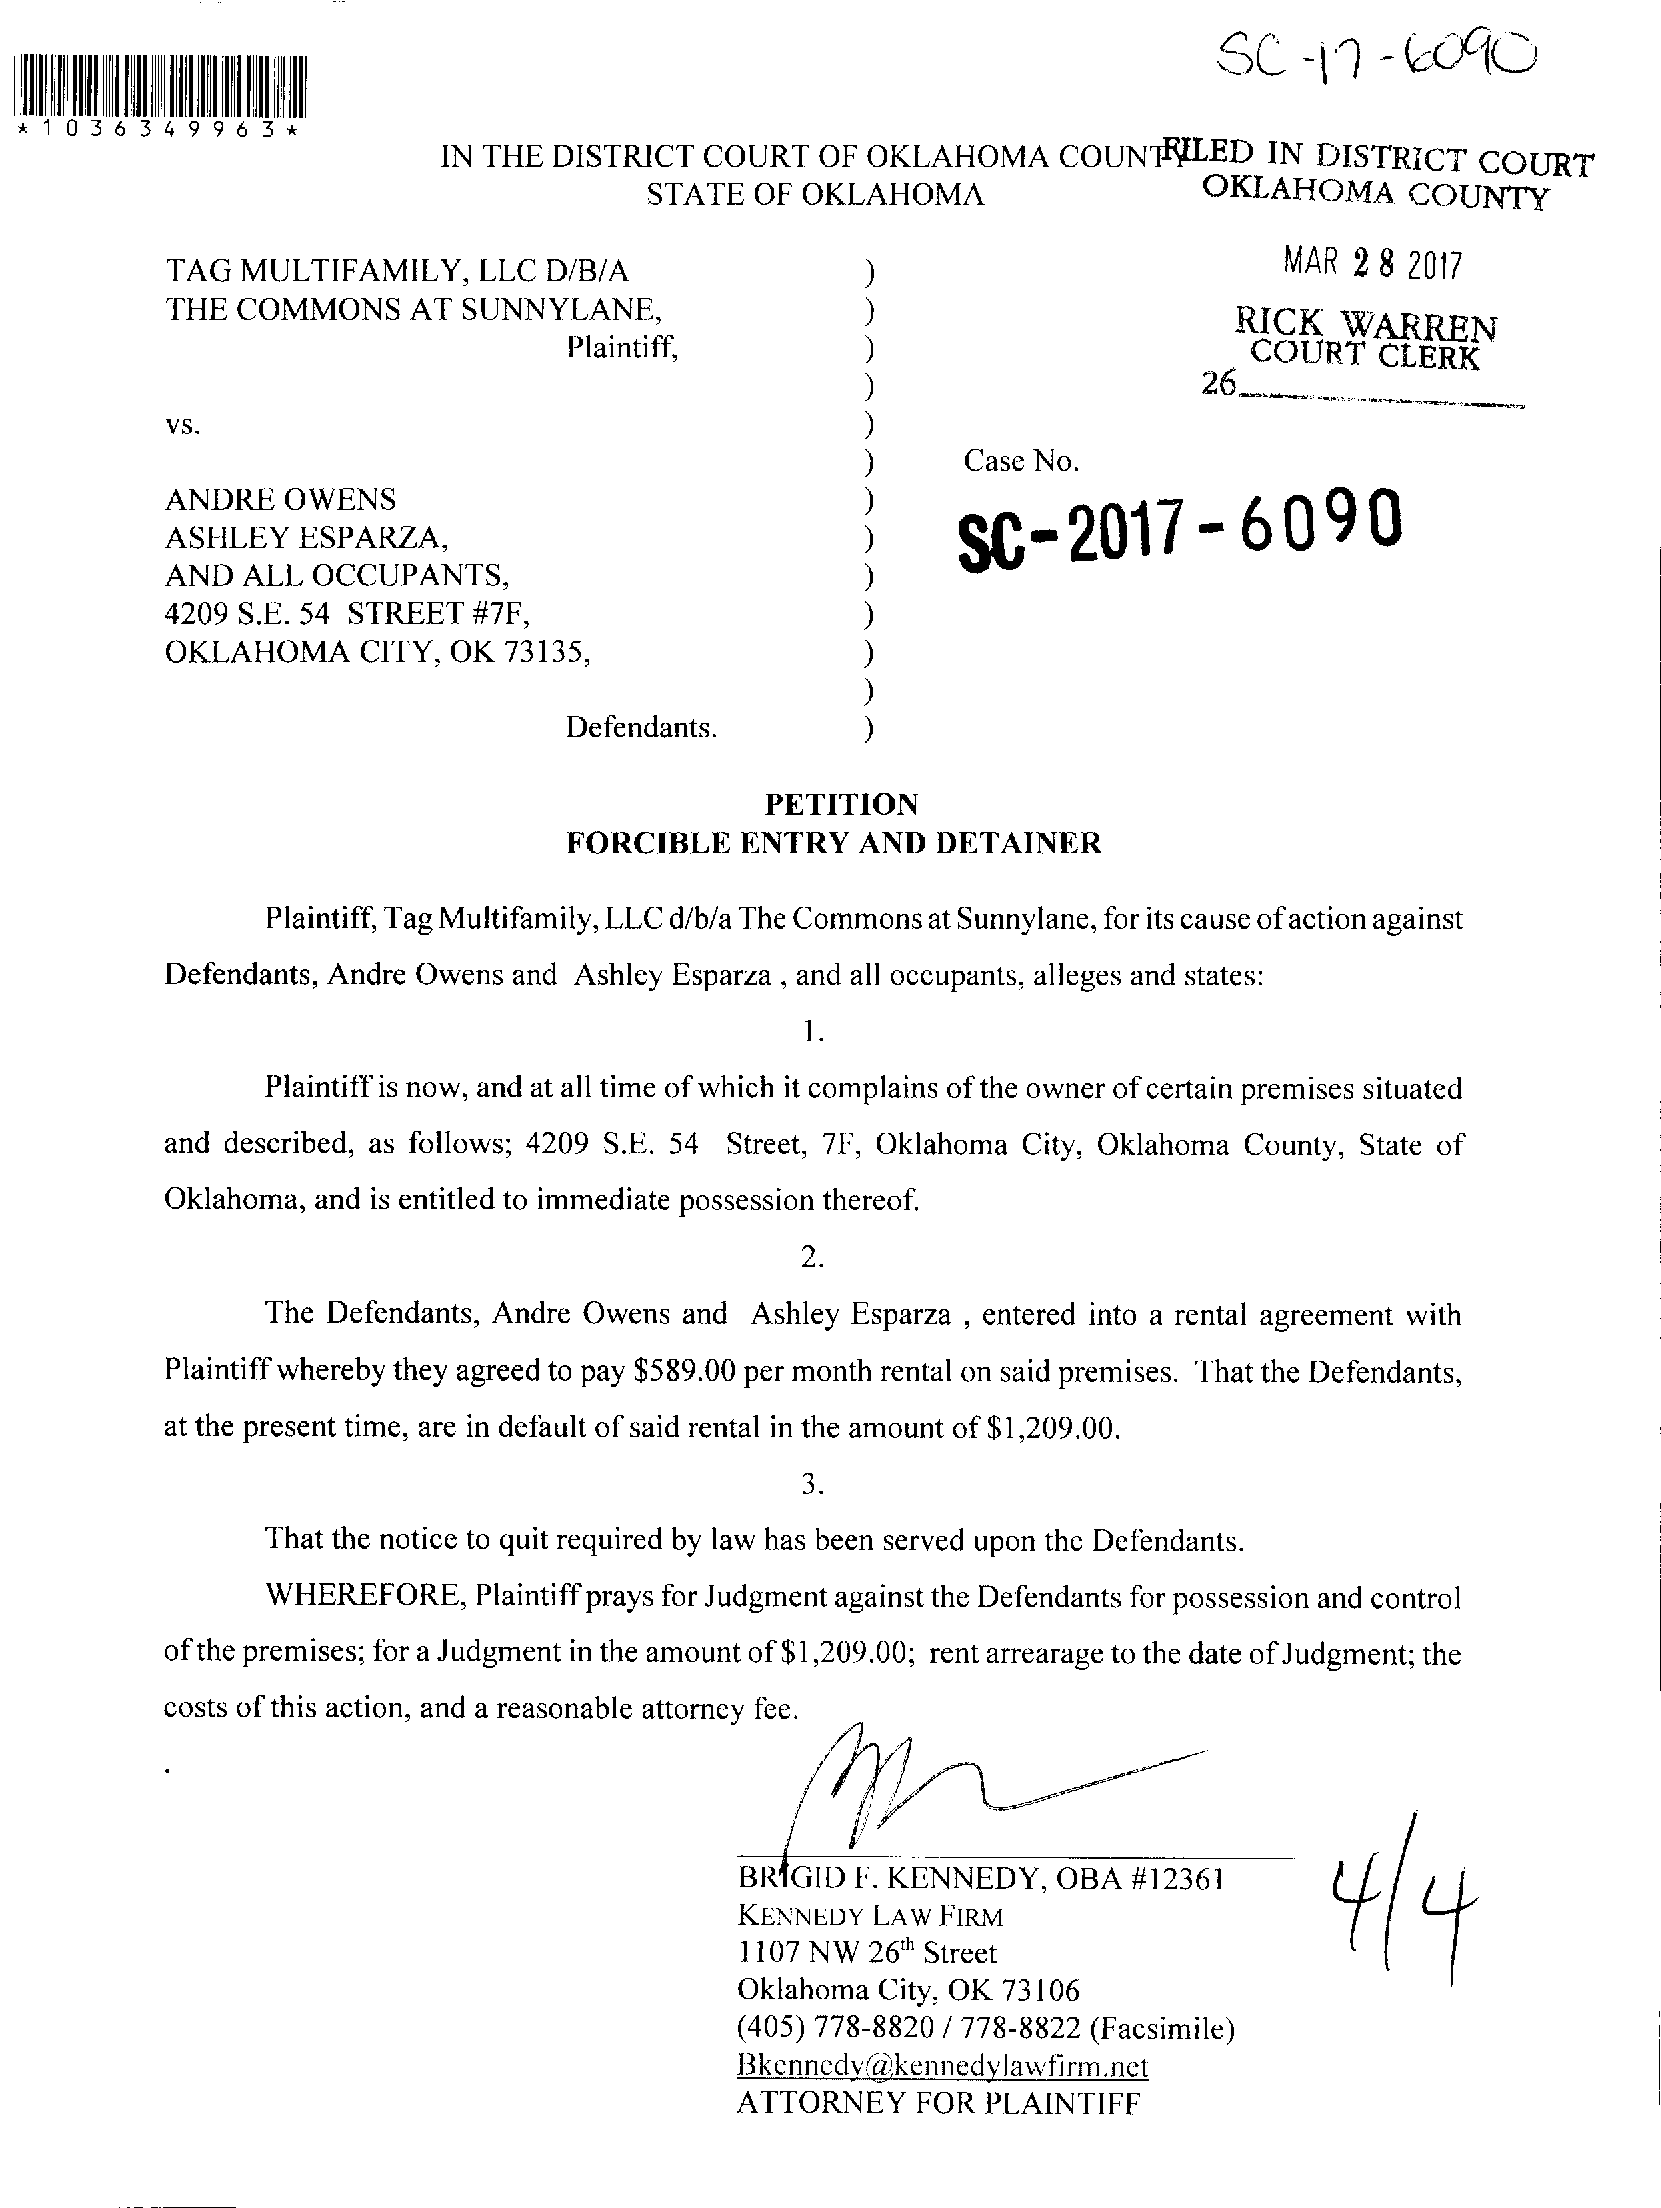 SC-17-6090
*1036349963*
IN THE DISTRICT COURT OF OKLAHOMA COUNTY
STATE OF OKLAHOMA
FILED IN DISTRICT COURT
OKLAHOMA COUNTY
MAR 28 2017
RICK WARREN
COURT CLERK
26
TAG MULTIFAMILY, LLC D/B/A )
THE COMMONS AT SUNNYLANE, )
Plaintiff, )
)
vs. )
) Case No.
ANDRE OWENS )
ASHLEY ESPARZA, ) SC-2017-6090
AND ALL OCCUPANTS, )
4209 S.E. 54 STREET #7F, )
OKLAHOMA CITY, OK 73135, )
)
Defendants. )
PETITION
FORCIBLE ENTRY AND DETAINER
Plaintiff, Tag Multifamily, LLC d/b/a The Commons at Sunnylane, for its cause of action against
Defendants, Andre Owens and Ashley Esparza , and all occupants, alleges and states:
1.
Plaintiff is now, and at all time of which it complains of the owner of certain premises situated
and described, as follows; 4209 S.E. 54 Street, 7F, Oklahoma City, Oklahoma County, State of
Oklahoma, and is entitled to immediate possession thereof.
2.
The Defendants, Andre Owens and Ashley Esparza , entered into a rental agreement with
Plaintiff whereby they agreed to pay $589.00 per month rental on said premises. That the Defendants,
at the present time, are in default of said rental in the amount of $1,209.00.
3.
That the notice to quit required by law has been served upon the Defendants.
WHEREFORE, Plaintiff prays for Judgment against the Defendants for possession and control
of the premises; for a Judgment in the amount of $1,209.00; rent arrearage to the date of Judgment; the
costs of this action, and a reasonable attorney fee.
BRIGID F. KENNEDY, OBA #12361
KENNEDY LAW FIRM
1107 NW 26th Street
Oklahoma City, OK 73106
(405) 778-8820 / 778-8822 (Facsimile)
Bkennedy@kennedylawfirm.net
ATTORNEY FOR PLAINTIFF
4/4